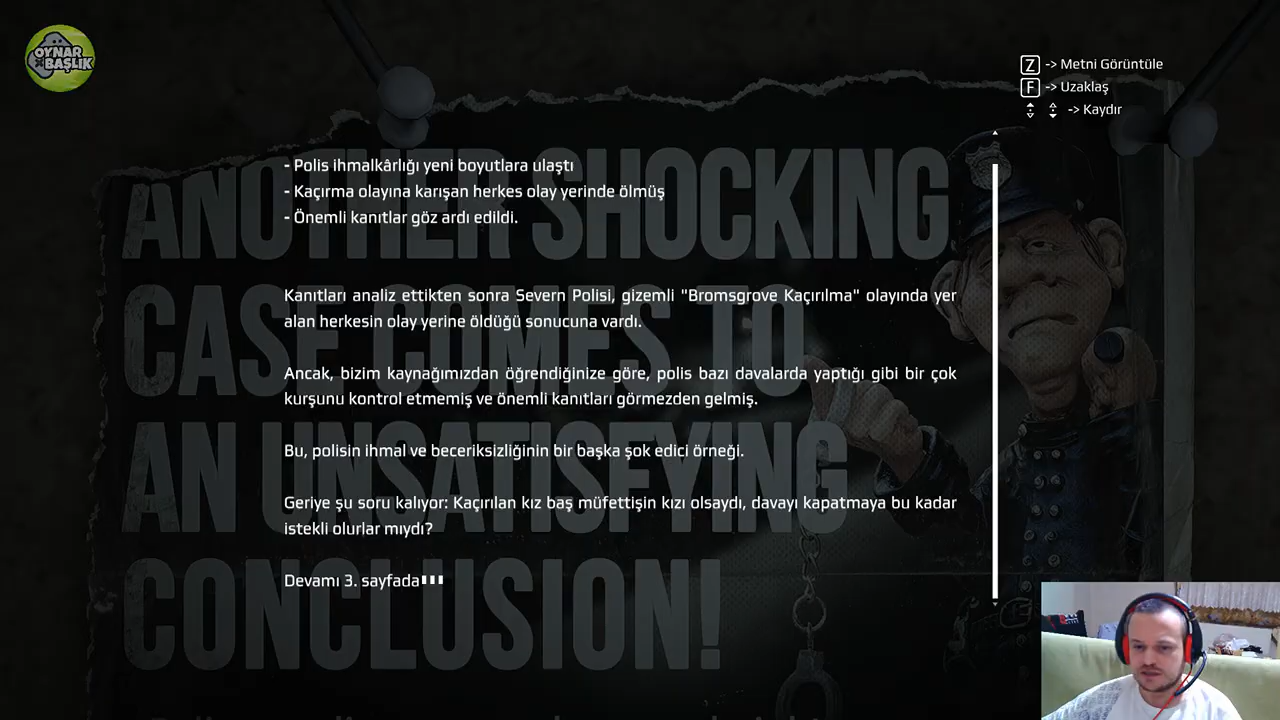 OYNAR
BAŞLIK
Z -> Metni Görüntüle
F -> Uzaklaş
-> Kaydır
ANOTHER SHOCKING
CASE COMES TO
AN UNSATISFYING
CONCLUSION!
- Polis ihmalkârlığı yeni boyutlara ulaştı
- Kaçırma olayına karışan herkes olay yerinde ölmüş
- Önemli kanıtlar göz ardı edildi.
Kanıtları analiz ettikten sonra Severn Polisi, gizemli "Bromsgrove Kaçırılma" olayında yer
alan herkesin olay yerine öldüğü sonucuna vardı.
Ancak, bizim kaynağımızdan öğrendiğinize göre, polis bazı davalarda yaptığı gibi bir çok
kurşunu kontrol etmemiş ve önemli kanıtları görmezden gelmiş.
Bu, polisin ihmal ve beceriksizliğinin bir başka şok edici örneği.
Geriye şu soru kalıyor: Kaçırılan kız baş müfettişin kızı olsaydı, davayı kapatmaya bu kadar
istekli olurlar mıydı?
Devamı 3. sayfada